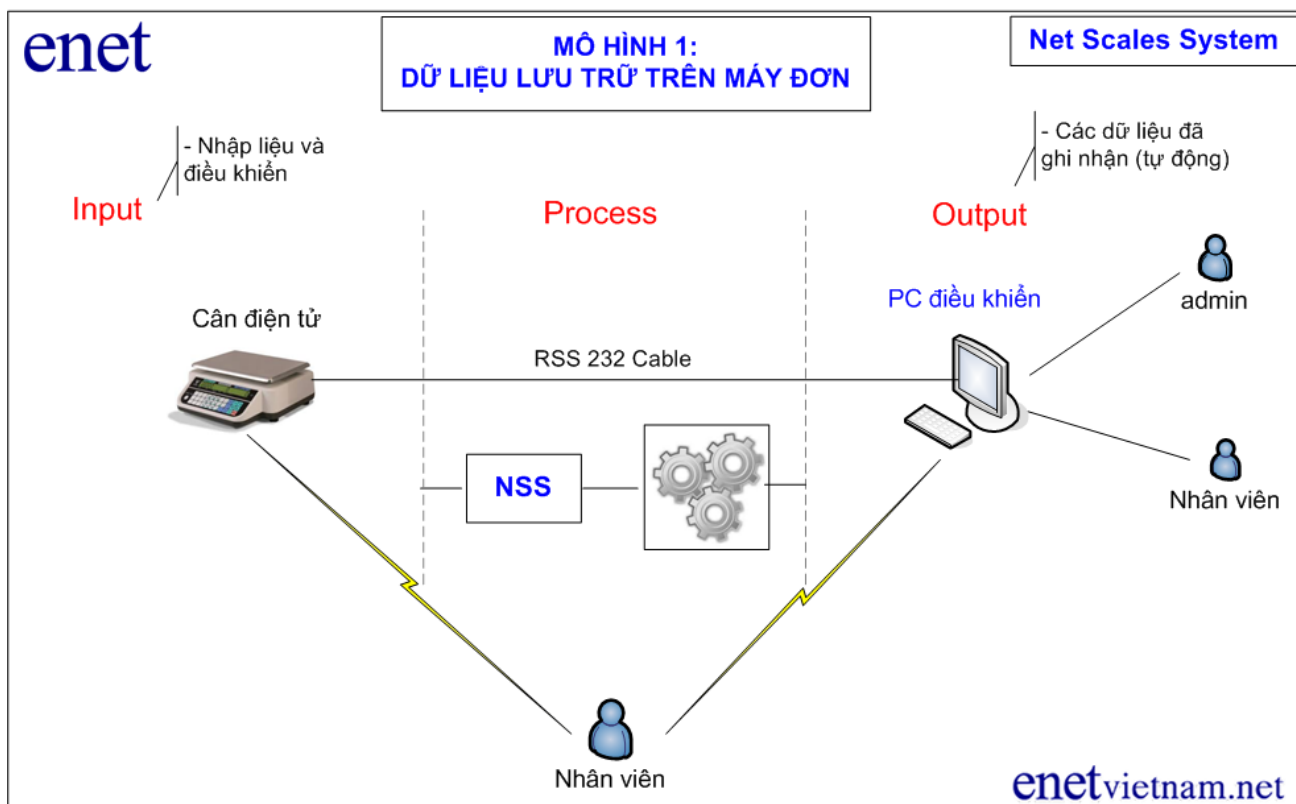 enet
MÔ HÌNH 1:
DỮ LIỆU LƯU TRỮ TRÊN MÁY ĐƠN
Net Scales System
- Nhập liệu và
điều khiển
- Các dữ liệu đã
ghi nhận (tự động)
Input
Process
Output
PC điều khiển
admin
Cân điện tử
RSS 232 Cable
NSS
Nhân viên
Nhân viên
enetvietnam.net